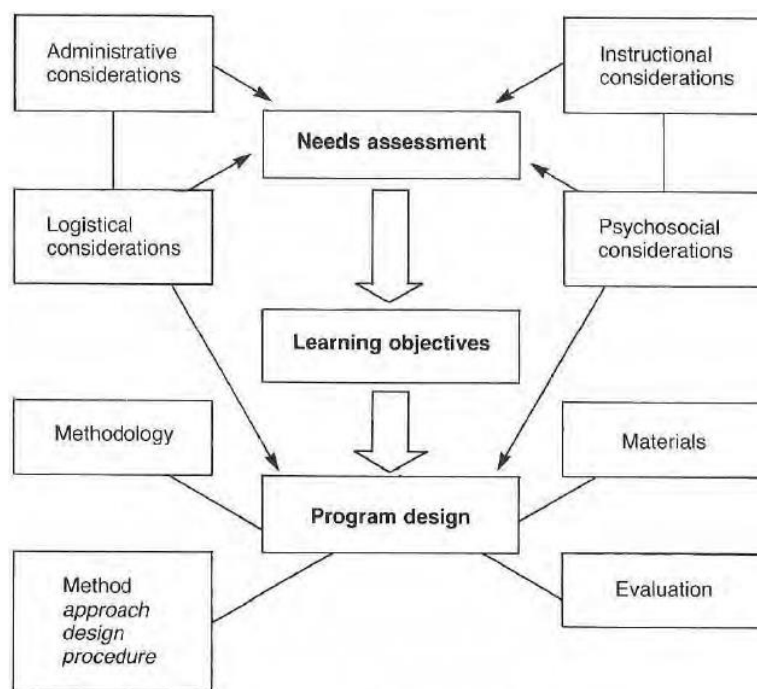 Administrative
considerations
Instructional
considerations
Needs assessment
Logistical
considerations
Psychosocial
considerations
Learning objectives
Methodology
Materials
Program design
Method
approach
design
procedure
Evaluation